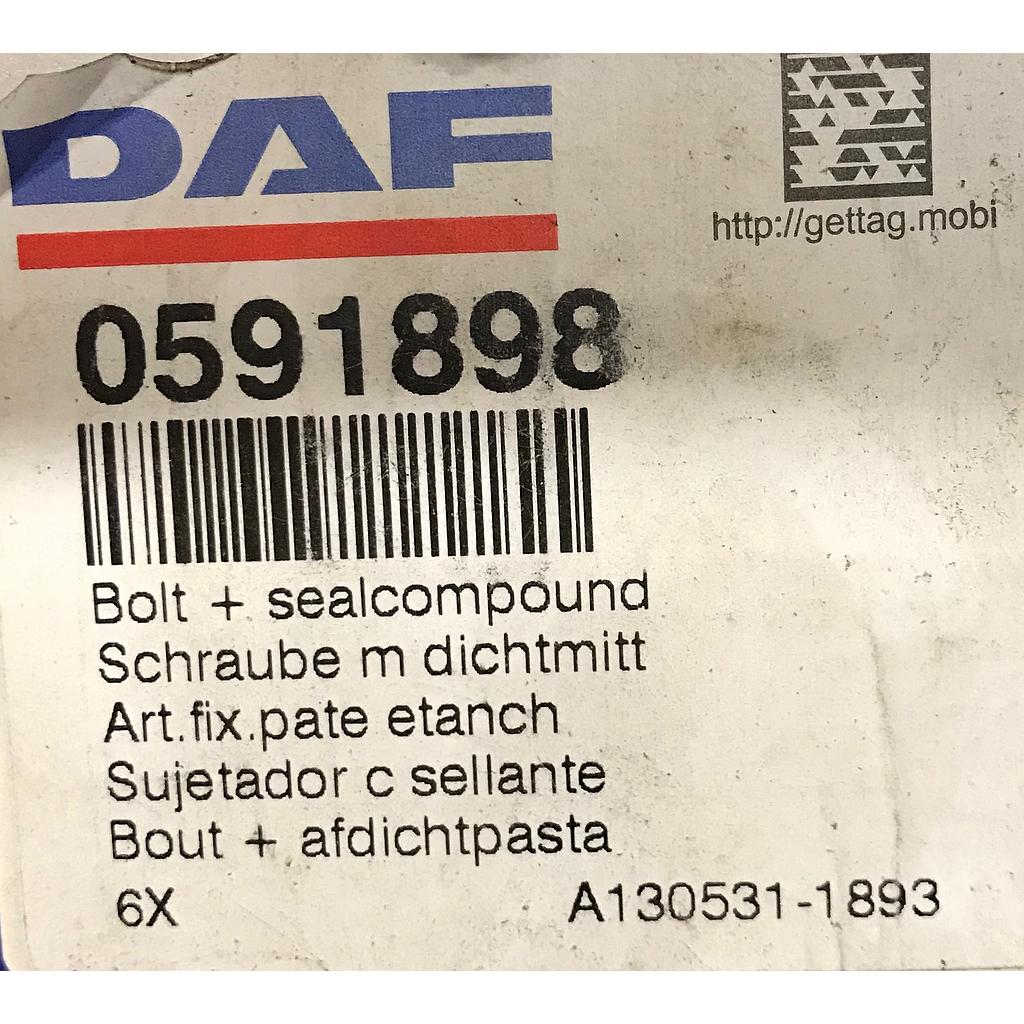 DAF
http://gettag.mobi
0591898
Bolt + sealcompound
Schraube m dichtmitt
Art.fix.pate etanch
Sujetador c sellante
Bout + afdichtpasta
6X A130531-1893